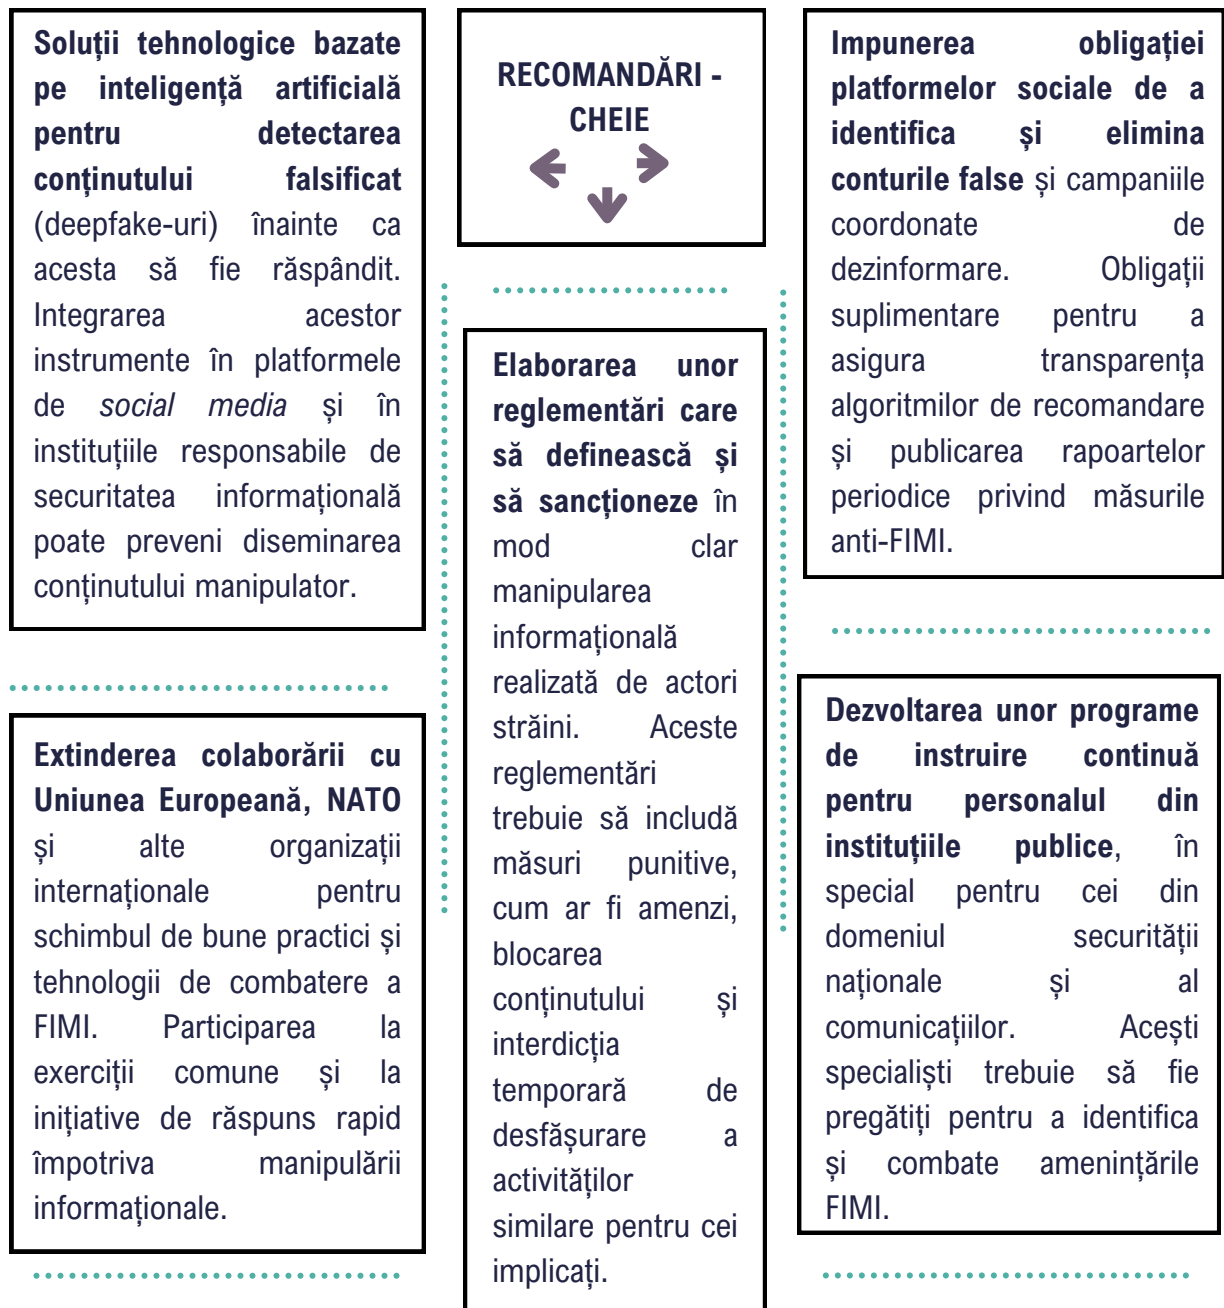 Soluții tehnologice bazate
pe inteligență artificială
pentru detectarea
conținutului falsificat
(deepfake-uri) înainte ca
acesta să fie răspândit.
Integrarea acestor
instrumente în platformele
de social media și în
instituțiile responsabile de
securitatea informațională
poate preveni diseminarea
conținutului manipulator.
Extinderea colaborării cu
Uniunea Europeană, NATO
și alte organizații
internaționale pentru
schimbul de bune practici și
tehnologii de combatere a
FIMI. Participarea la
exerciții comune și la
inițiative de răspuns rapid
împotriva manipulării
informaționale.
RECOMANDĂRI -
CHEIE
Elaborarea unor
reglementări care
să definească și
să sancționeze în
mod clar
manipularea
informațională
realizată de actori
străini. Aceste
reglementări
trebuie să includă
măsuri punitive,
cum ar fi amenzi,
blocarea
conținutului și
interdicția
temporară de
desfășurare a
activităților
similare pentru cei
implicați.
Impunerea obligației
platformelor sociale de a
identifica și elimina
conturile false și campaniile
coordonate de
dezinformare. Obligații
suplimentare pentru a
asigura transparența
algoritmilor de recomandare
și publicarea rapoartelor
periodice privind măsurile
anti-FIMI.
Dezvoltarea unor programe
de instruire continuă
pentru personalul din
instituțiile publice, în
special pentru cei din
domeniul securității
naționale și al
comunicațiilor. Acești
specialiști trebuie să fie
pregătiți pentru a identifica
și combate amenințările
FIMI.